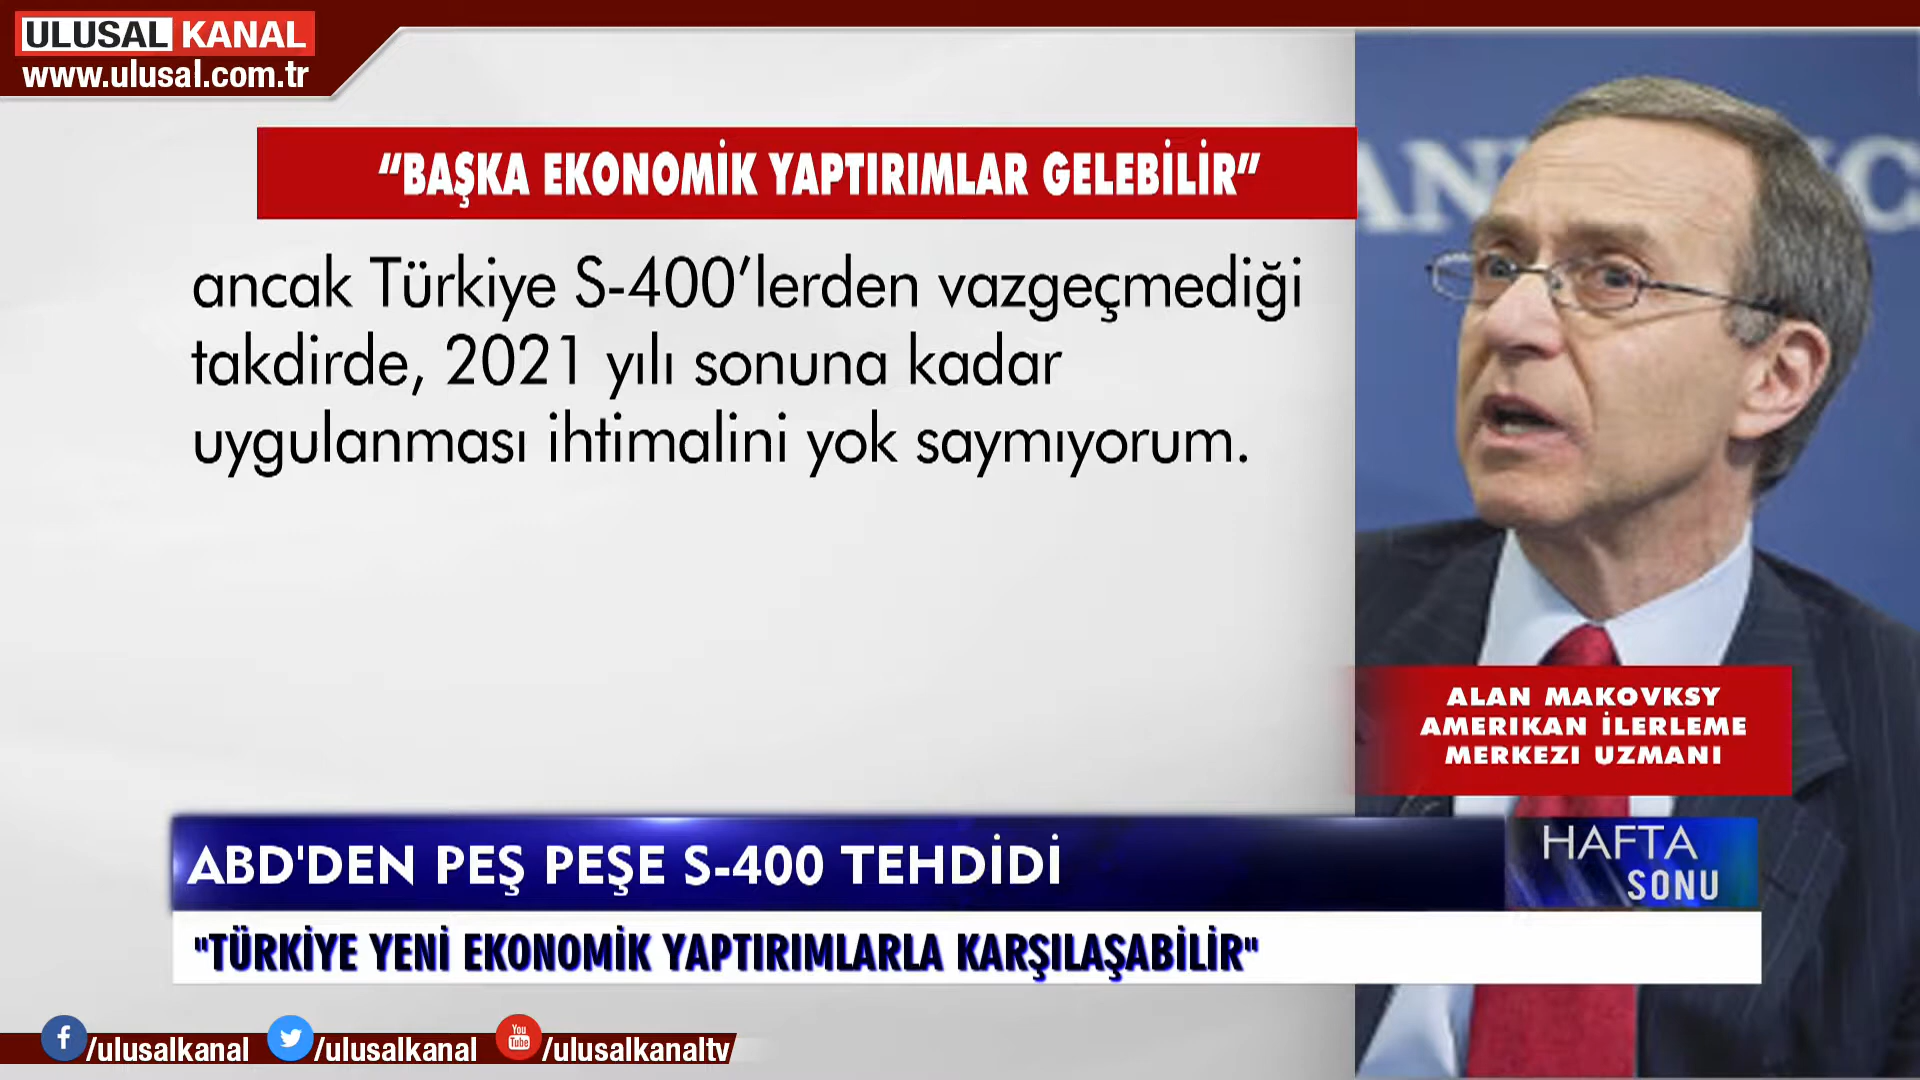 ULUSAL KANAL
www.ulusal.com.tr
“BAŞKA EKONOMİK YAPTIRIMLAR GELEBİLİR”
ancak Türkiye S-400’lerden vazgeçmediği
takdirde, 2021 yılı sonuna kadar
uygulanması ihtimalini yok saymıyorum.
ALAN MAKOVKSY
AMERIKAN İLERLEME
MERKEZI UZMANI
ABD'DEN PEŞ PEŞE S-400 TEHDİDİ
HAFTA
SONU
"TÜRKİYE YENİ EKONOMİK YAPTIRIMLARLA KARŞILAŞABİLİR"
/ulusalkanal /ulusalkanal You Tube /ulusalkanaltv